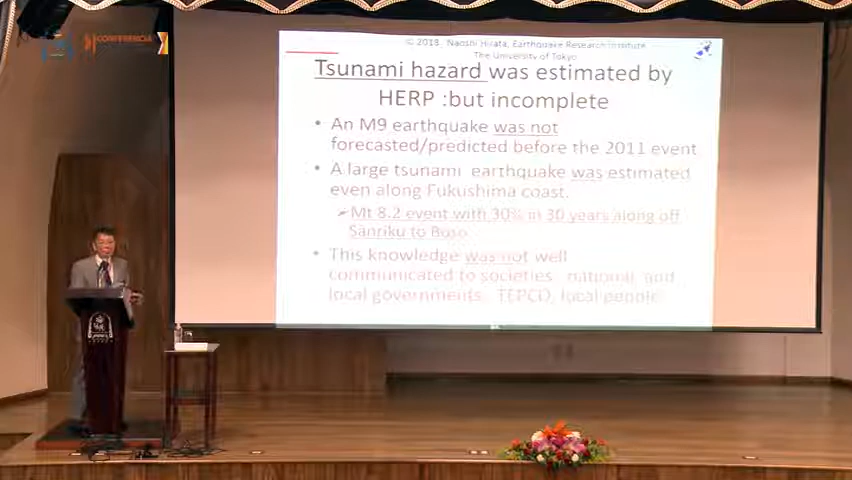 CONFERENCIA
© 2018 Naoshi Hirata, Earthquake Research Institute
The University of Tokyo
Tsunami hazard was estimated by
HERP :but incomplete
• An M9 earthquake was not
forecasted/predicted before the 2011 event
• A large tsunami earthquake was estimated
even along Fukushima coast.
➢Mt 8.2 event with 30% in 30 years along off
Sanriku to Boso
• This knowledge was not well
communicated to societies national and
local governments, TEPCO, local people.